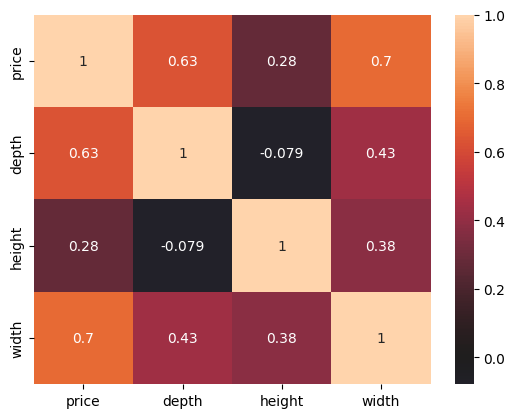 price 1 0.63 0.28 0.7
depth 0.63 1 -0.079 0.43
height 0.28 -0.079 1 0.38
width 0.7 0.43 0.38 1
price depth height width
1.0
0.8
0.6
0.4
0.2
0.0